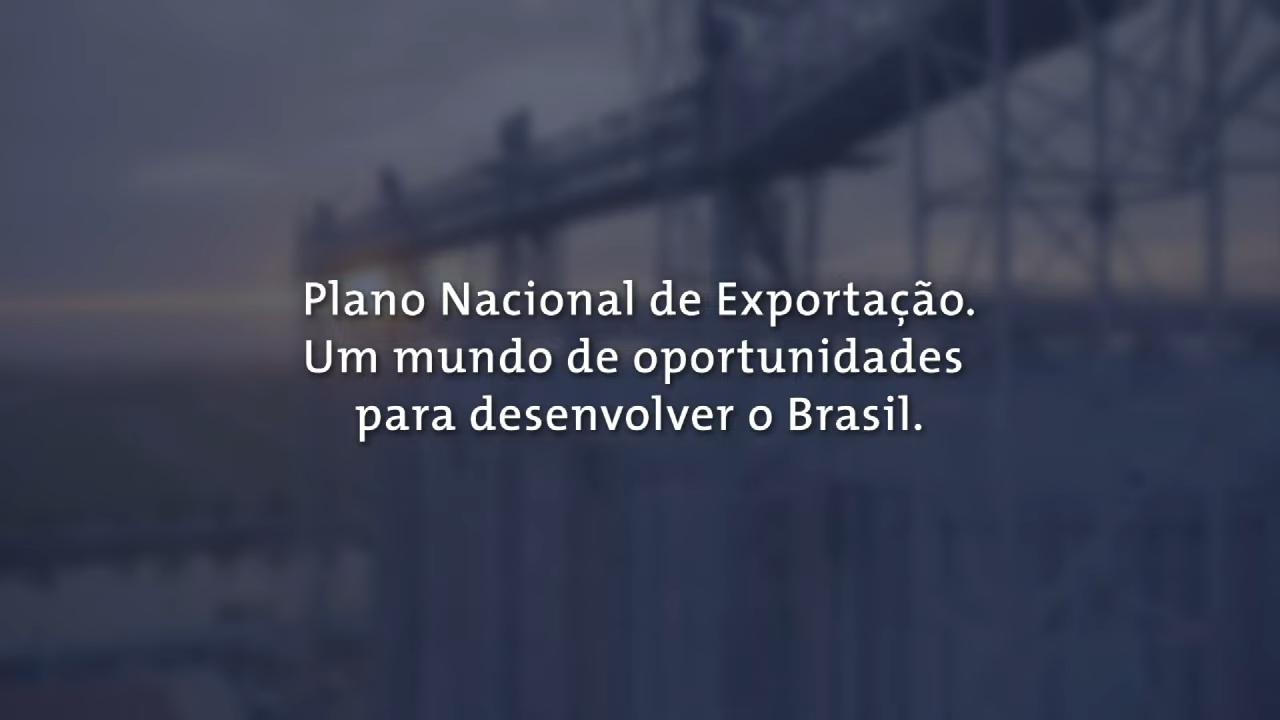 Plano Nacional de Exportação.
Um mundo de oportunidades
para desenvolver o Brasil.